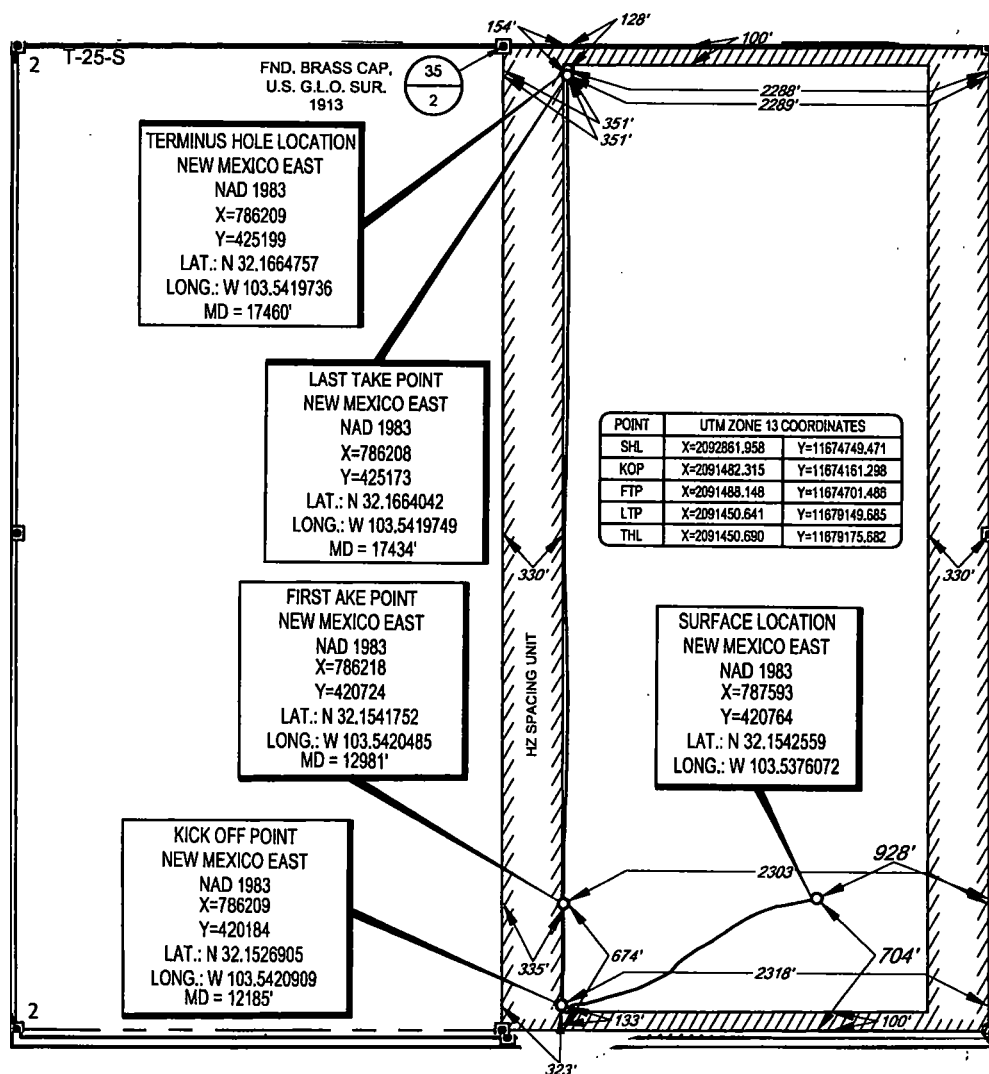 154'
128'
100'
2
T-25-S
FND. BRASS CAP,
U.S. G.L.O. SUR.
1913
35
2
2288'
2289'
351'
351'
TERMINUS HOLE LOCATION
NEW MEXICO EAST
NAD 1983
X=786209
Y=425199
LAT.: N 32.1664757
LONG.: W 103.5419736
MD = 17460'
LAST TAKE POINT
NEW MEXICO EAST
NAD 1983
X=786208
Y=425173
LAT.: N 32.1664042
LONG.: W 103.5419749
MD = 17434'
POINT UTM ZONE 13 COORDINATES
SHL X=2092861.958 Y=11674749.471
KOP X=2091482.315 Y=11674161.298
FTP X=2091488.148 Y=11674701.488
LTP X=2091450.641 Y=11679149.685
THL X=2091450.690 Y=11679175.682
330'
330'
FIRST AKE POINT
NEW MEXICO EAST
NAD 1983
X=786218
Y=420724
LAT.: N 32.1541752
LONG.: W 103.5420485
MD = 12981'
HZ SPACING UNIT
SURFACE LOCATION
NEW MEXICO EAST
NAD 1983
X=787593
Y=420764
LAT.: N 32.1542559
LONG.: W 103.5376072
KICK OFF POINT
NEW MEXICO EAST
NAD 1983
X=786209
Y=420184
LAT.: N 32.1526905
LONG.: W 103.5420909
MD = 12185'
2303
928'
335'
674'
704'
2318'
2
133'
100'
323'